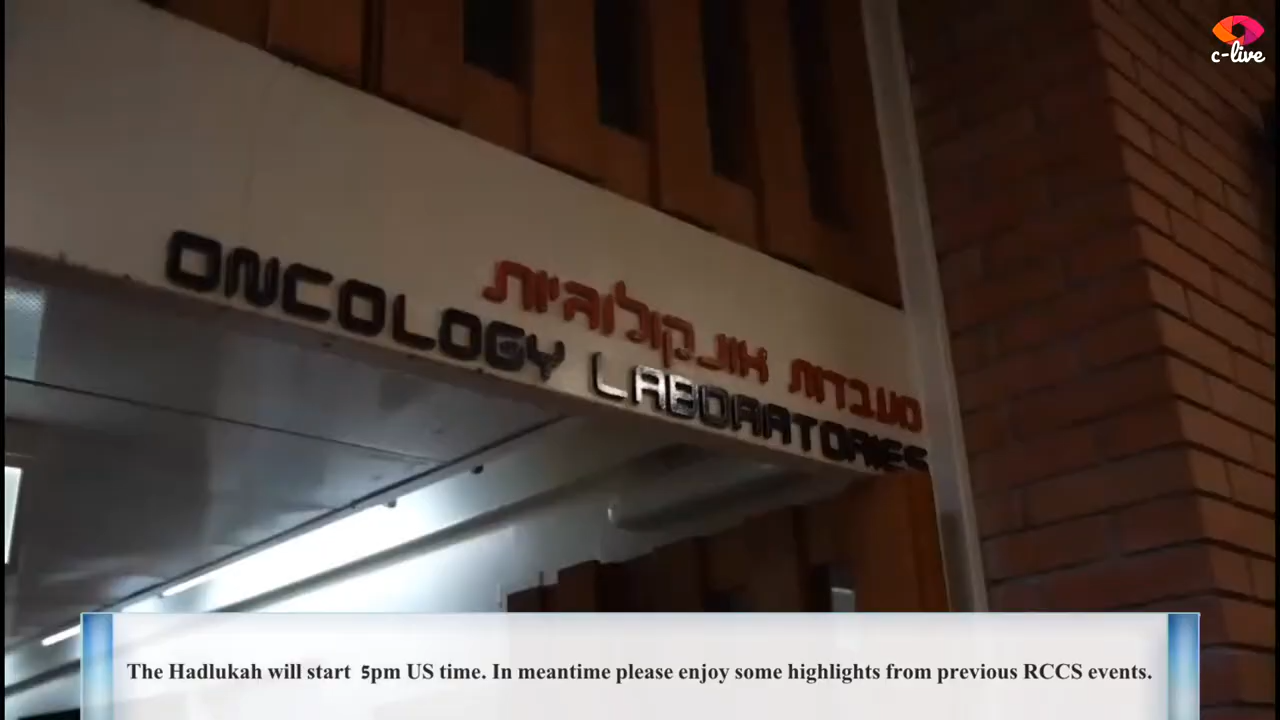 c-live
מעבדות אונקולוגיות
ONCOLOGY LABORATORIES
The Hadlukah will start 5pm US time. In meantime please enjoy some highlights from previous RCCS events.